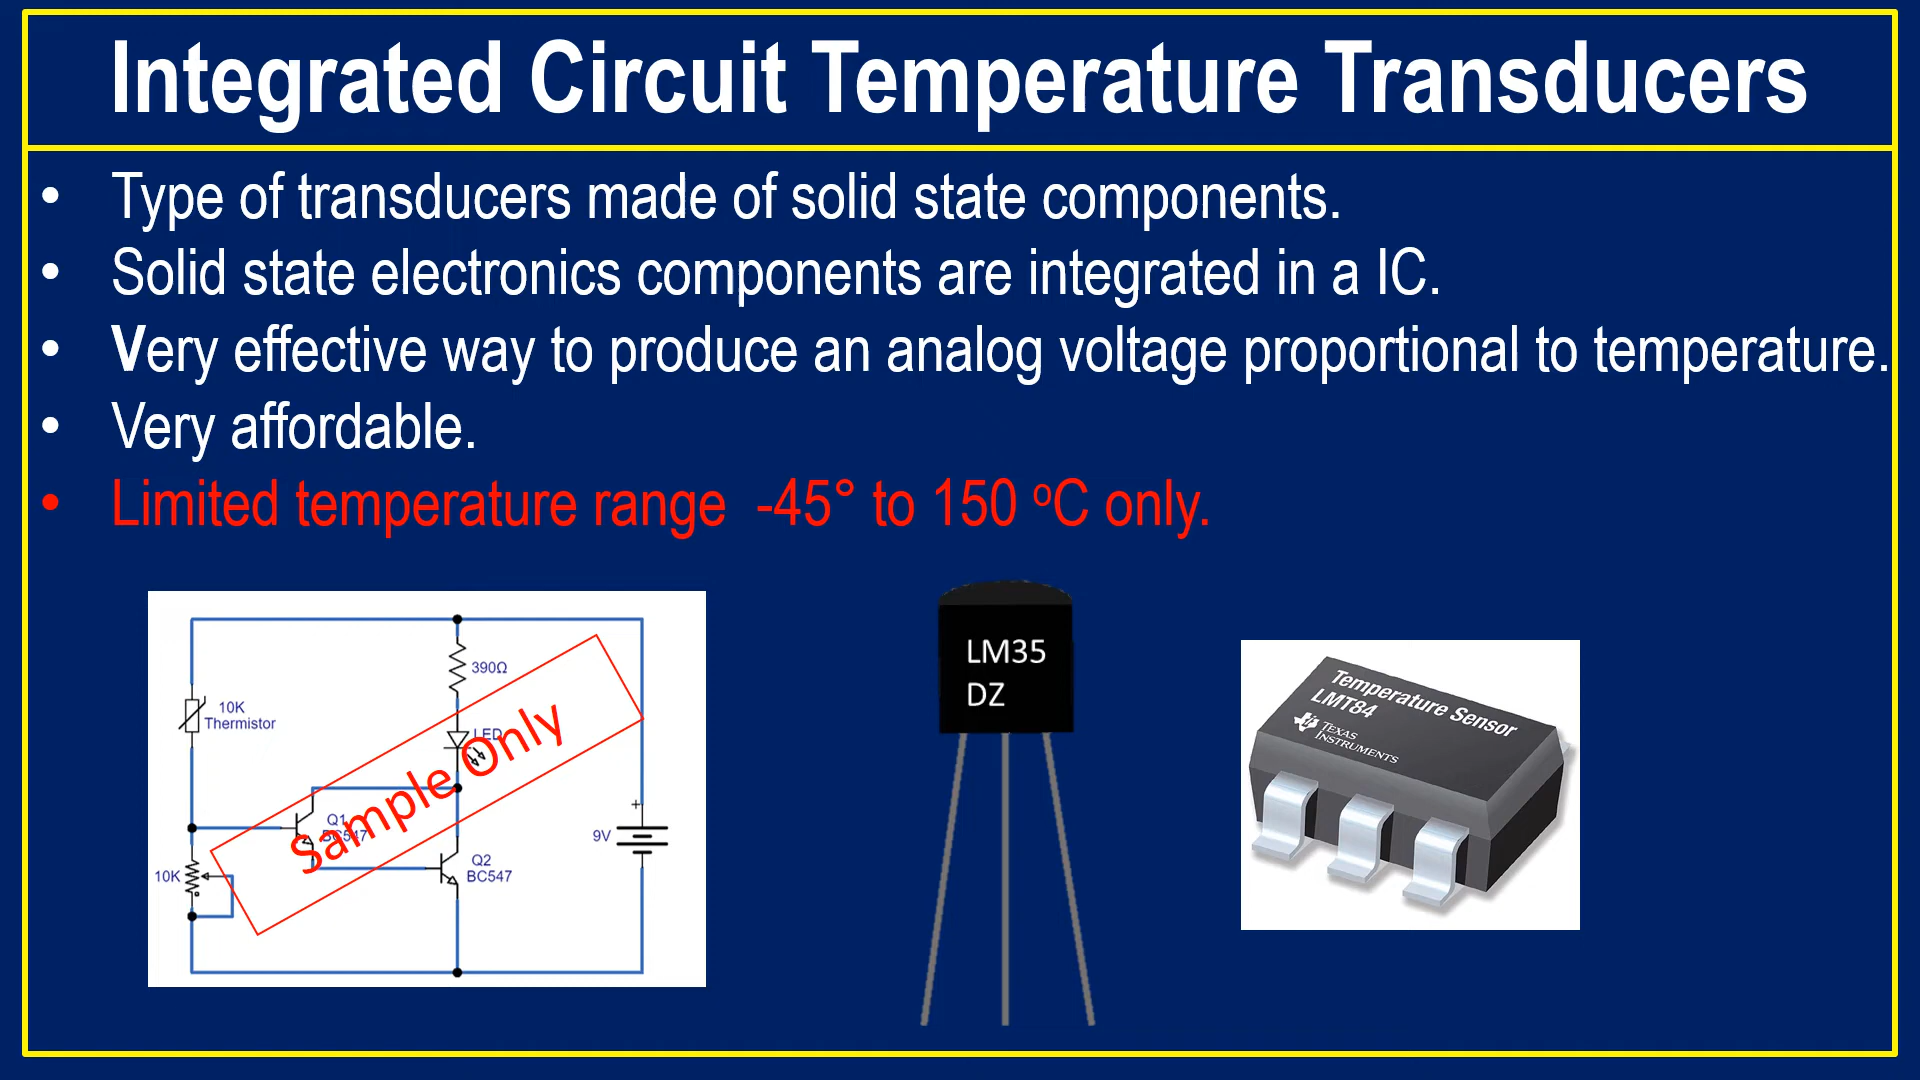 Integrated Circuit Temperature Transducers
• Type of transducers made of solid state components.
• Solid state electronics components are integrated in a IC.
• Very effective way to produce an analog voltage proportional to temperature.
• Very affordable.
• Limited temperature range -45° to 150 ºC only.
390Ω
10K
Thermistor
LED
Q1
BC547
Sample Only
9V
10K
Q2
BC547
LM35
DZ
Temperature Sensor
LMT84
TEXAS
INSTRUMENTS